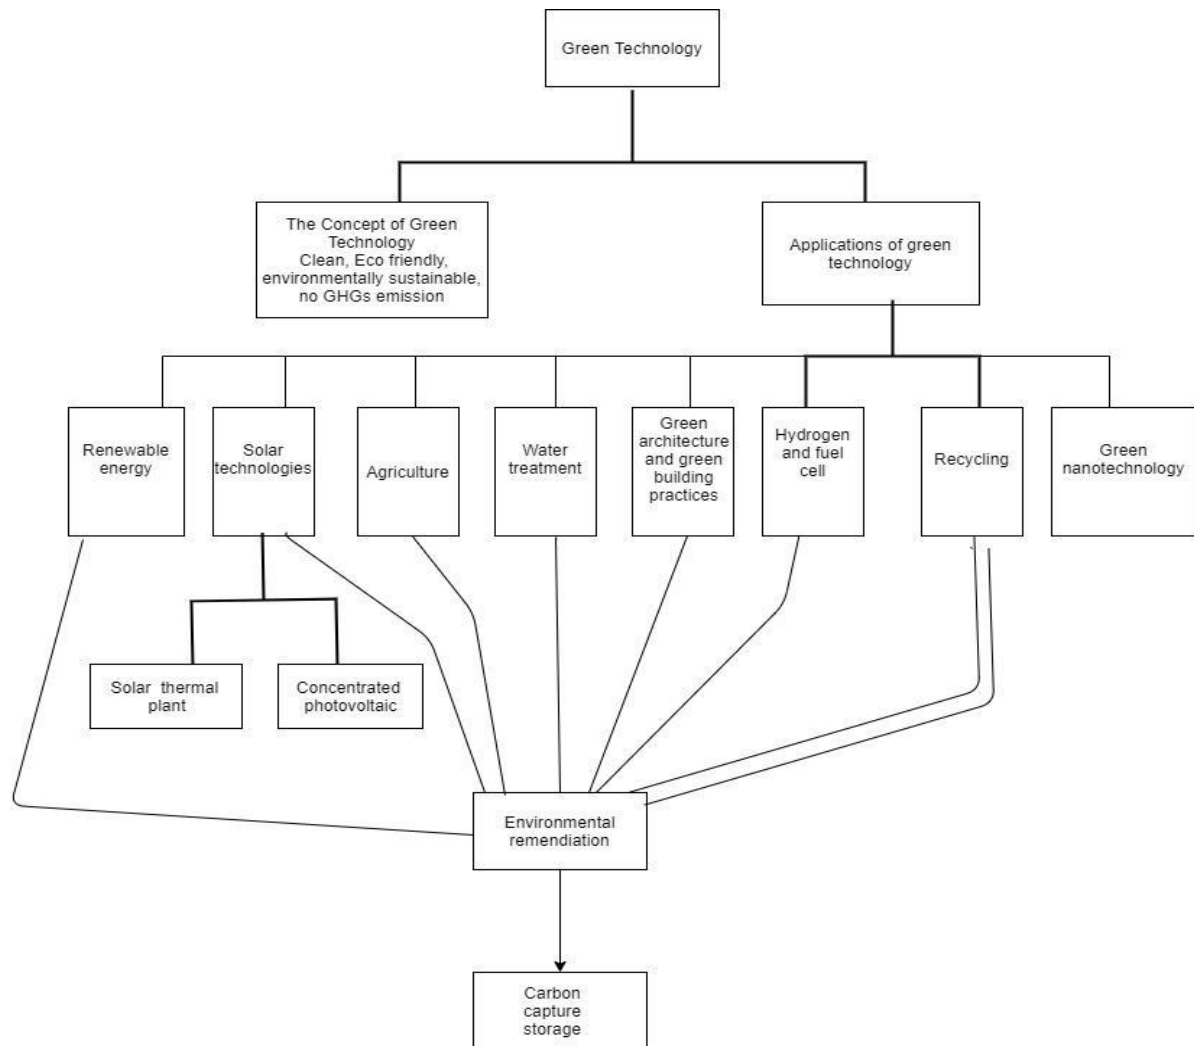 Green Technology
The Concept of Green
Technology
Clean, Eco friendly,
environmentally sustainable,
no GHGs emission
Applications of green
technology
Renewable
energy
Solar
technologies
Agriculture
Water
treatment
Green
architecture
and green
building
practices
Hydrogen
and fuel
cell
Recycling
Green
nanotechnology
Solar thermal
plant
Concentrated
photovoltaic
Environmental
remendiation
Carbon
capture
storage